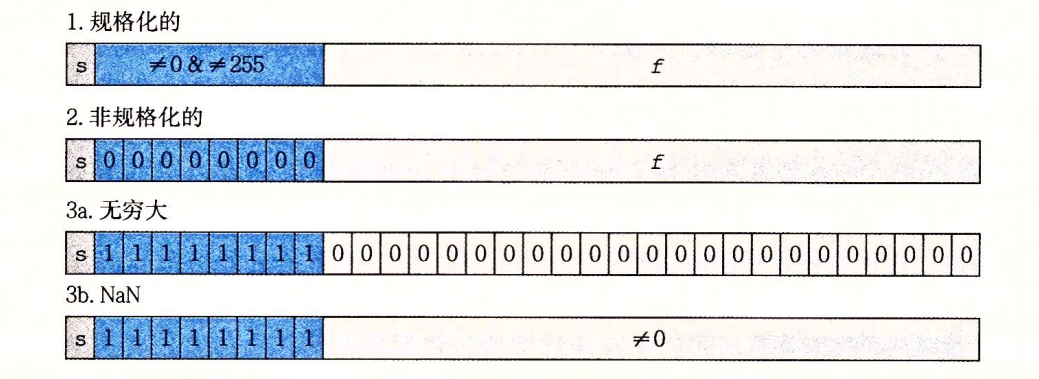 1. 规格化的
s ≠0 & ≠255 f
2. 非规格化的
s 0 0 0 0 0 0 0 0 f
3a. 无穷大
s 1 1 1 1 1 1 1 1 0 0 0 0 0 0 0 0 0 0 0 0 0 0 0 0 0 0 0 0 0 0 0
3b. NaN
s 1 1 1 1 1 1 1 1 ≠0